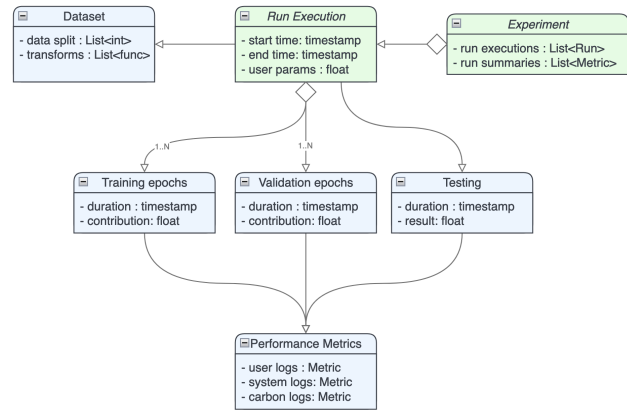 Dataset
- data split : List<int>
- transforms : List<func>
Run Execution
- start time: timestamp
- end time: timestamp
- user params : float
Experiment
- run executions : List<Run>
- run summaries : List<Metric>
1..N
1..N
Training epochs
- duration : timestamp
- contribution: float
Validation epochs
- duration : timestamp
- contribution: float
Testing
- duration : timestamp
- result: float
Performance Metrics
- user logs : Metric
- system logs: Metric
- carbon logs: Metric